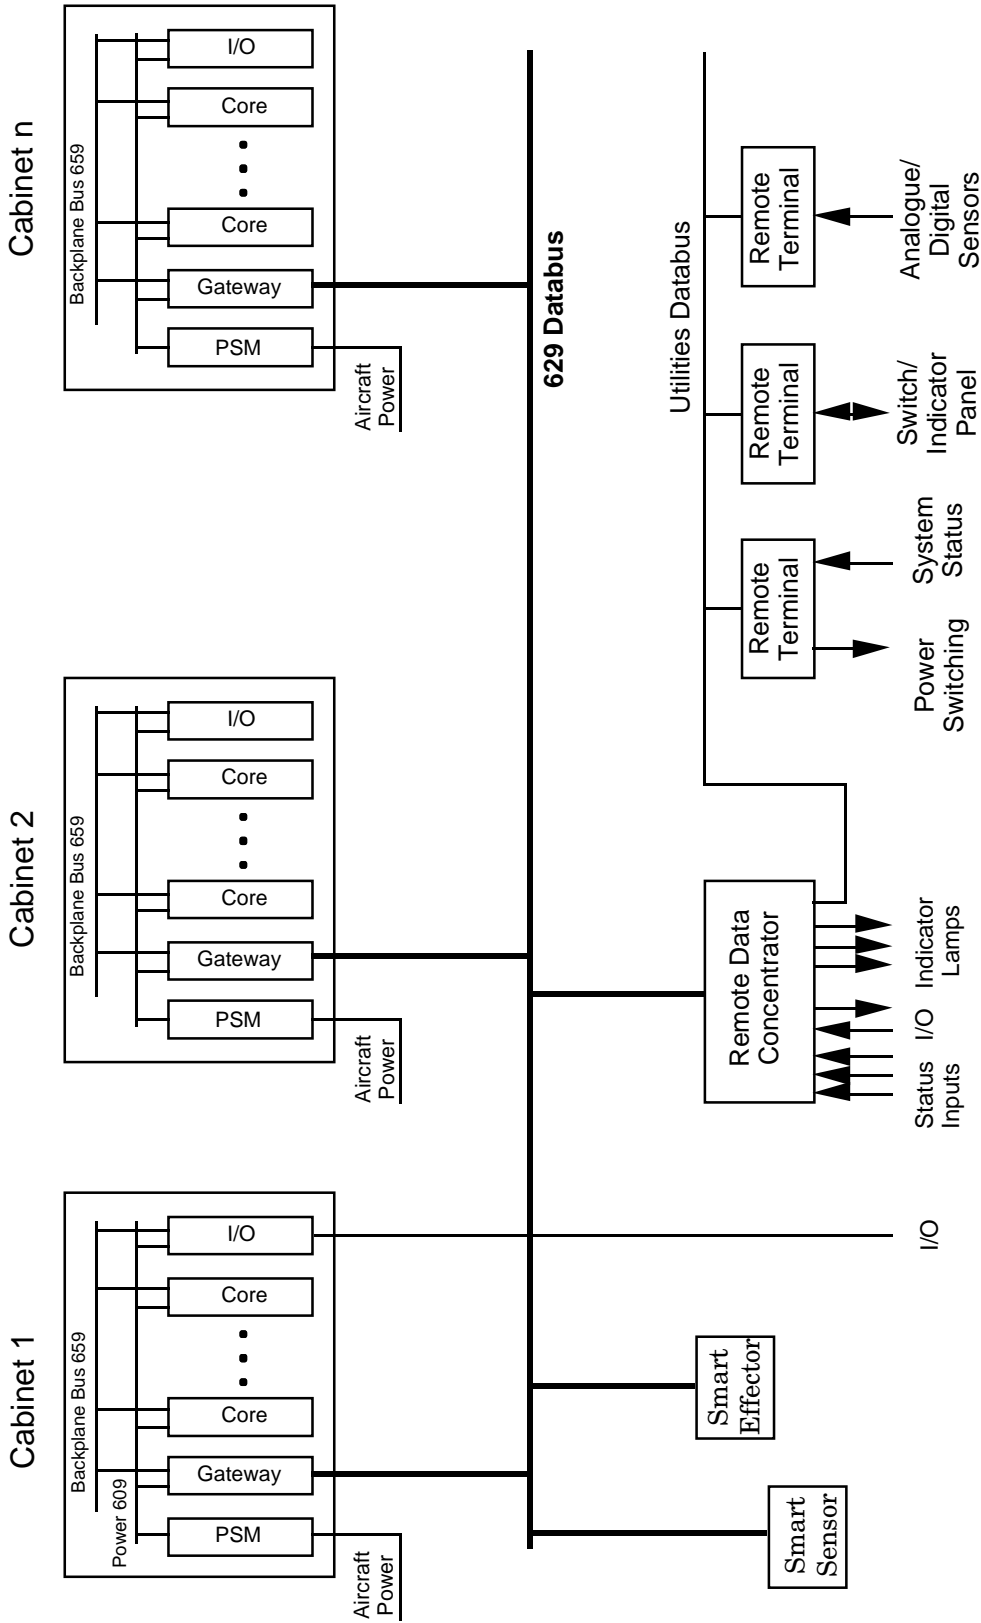 Cabinet 1
Backplane Bus 659
Power 609
PSM
Gateway
Core
Core
I/O
Aircraft
Power
Cabinet 2
Backplane Bus 659
PSM
Gateway
Core
Core
I/O
Aircraft
Power
Cabinet n
Backplane Bus 659
PSM
Gateway
Core
Core
I/O
Aircraft
Power
629 Databus
Utilities Databus
Smart
Sensor
Smart
Effector
I/O
Remote Data
Concentrator
Status
Inputs
I/O
Indicator
Lamps
Remote
Terminal
Power
Switching
System
Status
Remote
Terminal
Switch/
Indicator
Panel
Remote
Terminal
Analogue/
Digital
Sensors